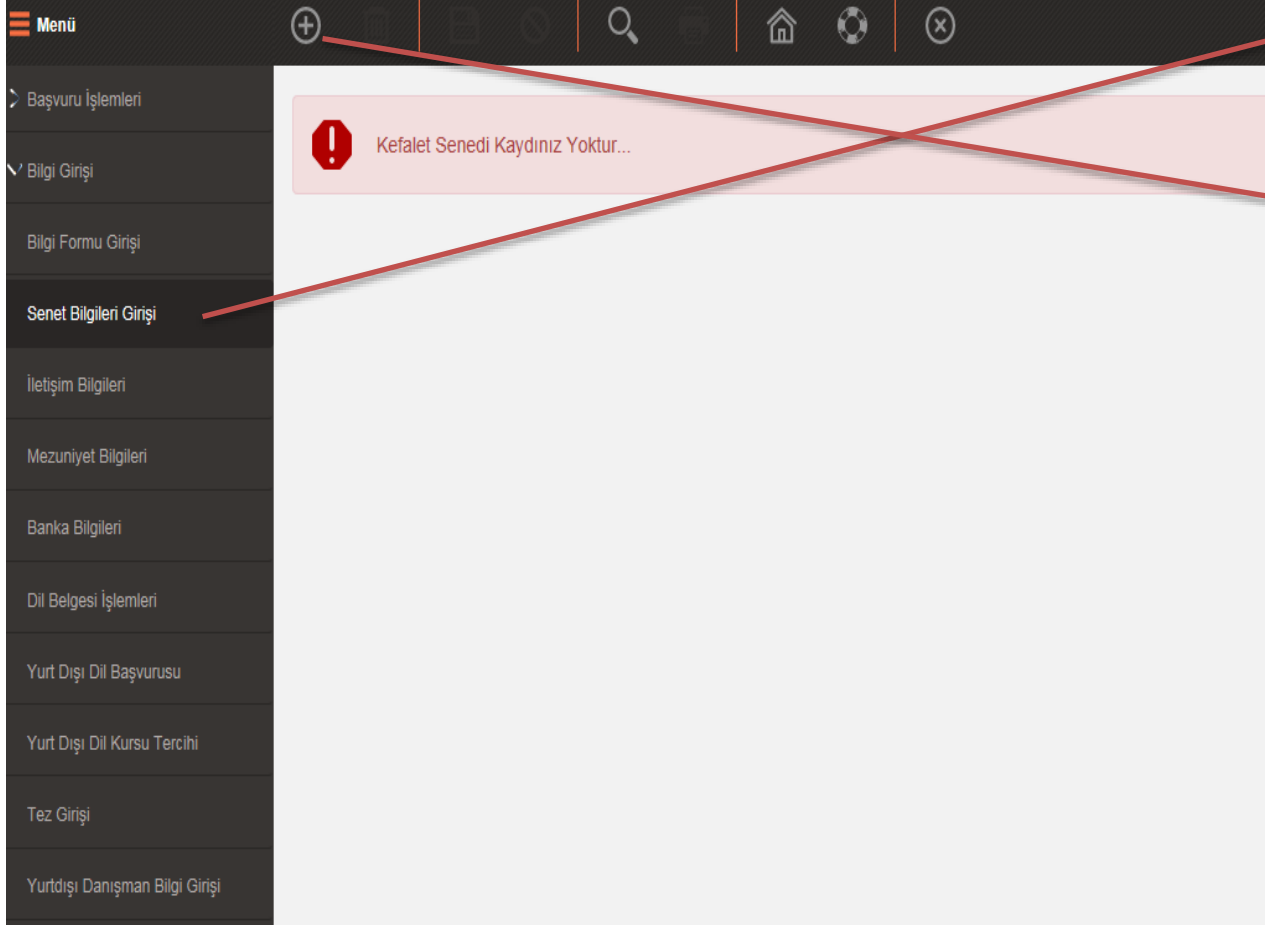 Menü
Başvuru İşlemleri
Kefalet Senedi Kaydınız Yoktur...
Bilgi Girişi
Bilgi Formu Girişi
Senet Bilgileri Girişi
İletişim Bilgileri
Mezuniyet Bilgileri
Banka Bilgileri
Dil Belgesi İşlemleri
Yurt Dışı Dil Başvurusu
Yurt Dışı Dil Kursu Tercihi
Tez Girişi
Yurtdışı Danışman Bilgi Girişi